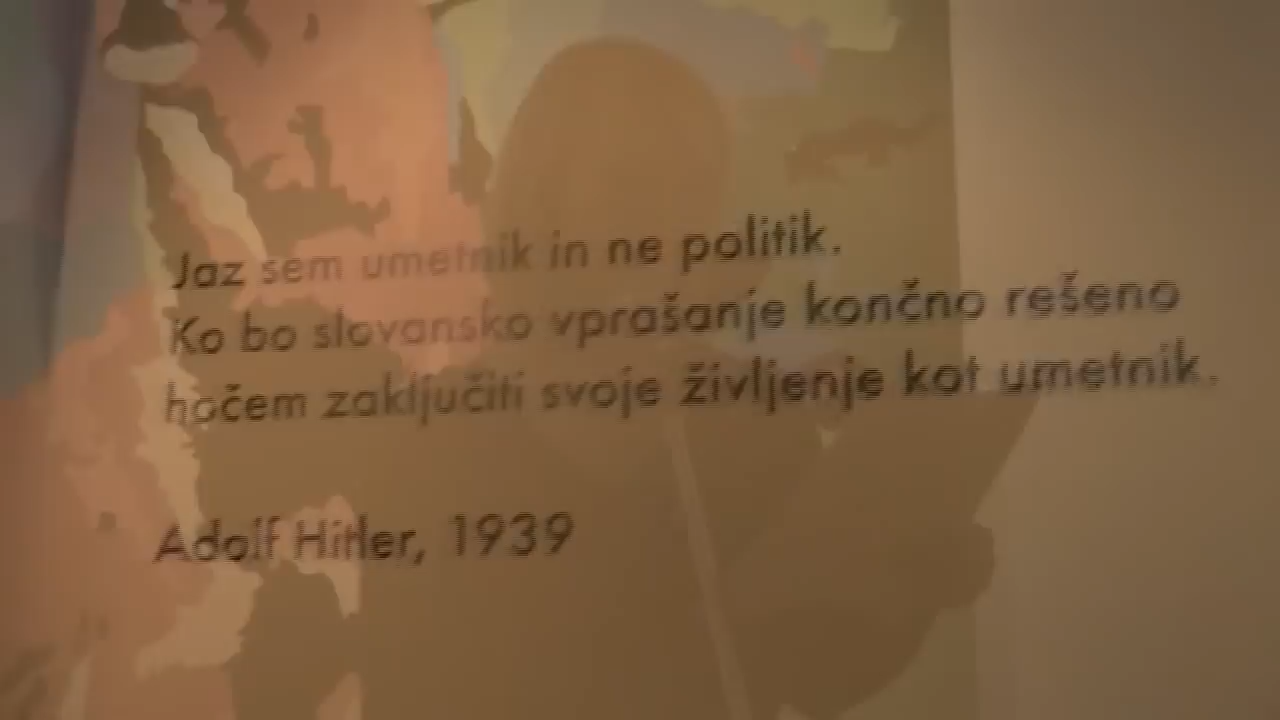 Jaz sem umetnik in ne politik.
Ko bo slovansko vprašanje končno rešeno
hočem zaključiti svoje življenje kot umetnik.
Adolf Hitler, 1939